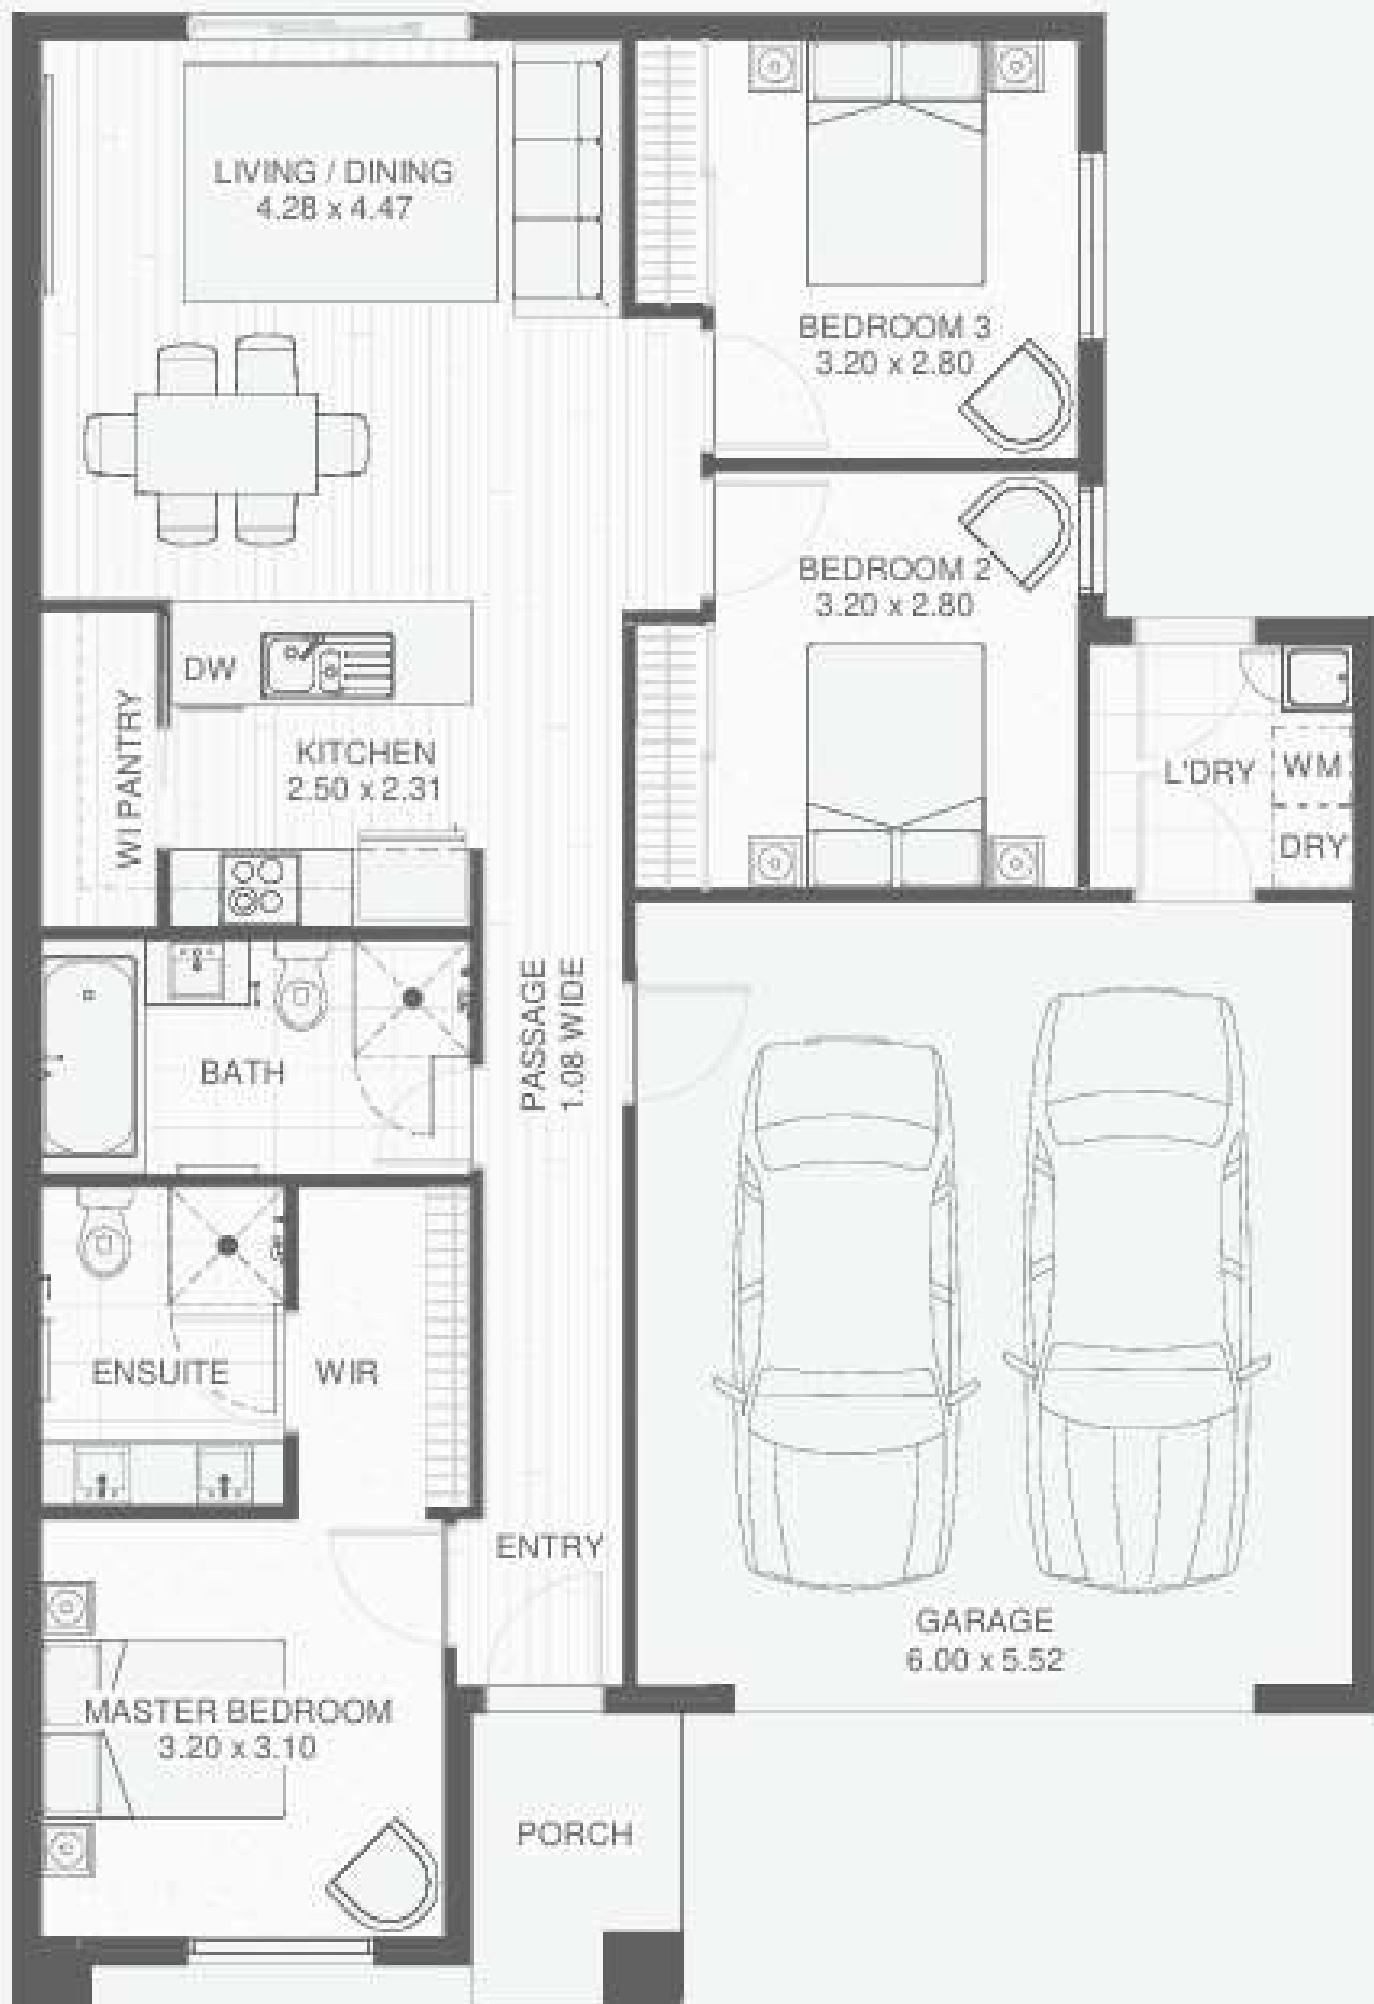 LIVING / DINING
4.28 x 4.47
BEDROOM 3
3.20 x 2.80
BEDROOM 2
3.20 x 2.80
DW
WI PANTRY
KITCHEN
2.50 x 2.31
L'DRY
WM
DRY
PASSAGE
1.08 WIDE
BATH
ENSUITE
WIR
ENTRY
GARAGE
6.00 x 5.52
MASTER BEDROOM
3.20 x 3.10
PORCH